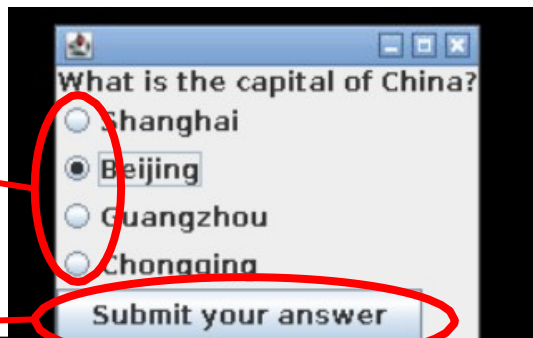 What is the capital of China?
Shanghai
Beijing
Guangzhou
Chongqing
Submit your answer